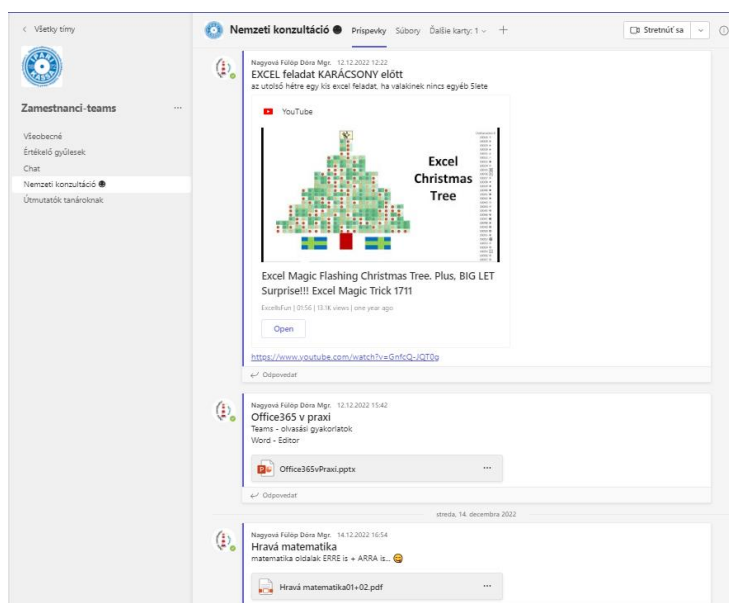 Všetky tímy
IPARI
KASSA
Zamestnanci-teams
Všeobecné
Értékelő gyűlesek
Chat
Nemzeti konzultáció
Útmutatók tanároknak
Nemzeti konzultáció
Príspevky
Súbory
Ďalšie karty: 1
Stretnúť sa
Nagyová Fülöp Dóra Mgr. 12.12.2022 12:22
EXCEL feladat KARÁCSONY előtt
az utolsó hétre egy kis excel feladat, ha valakinek nincs egyéb 5lete
YouTube
Excel
Christmas
Tree
Excel Magic Flashing Christmas Tree. Plus, BIG LET
Surprise!!! Excel Magic Trick 1711
ExcelIsFun | 01:56 | 13.1K views | one year ago
Open
https://www.youtube.com/watch?v=GnfcQ-JQT0g
Odpovedať
Nagyová Fülöp Dóra Mgr. 12.12.2022 15:42
Office365 v praxi
Teams - olvasási gyakorlatok
Word - Editor
Office365vPraxi.pptx
Odpovedať
streda, 14. decembra 2022
Nagyová Fülöp Dóra Mgr. 14.12.2022 16:54
Hravá matematika
matematika oldalak ERRE is + ARRA is... 😋
Hravá matematika01+02.pdf